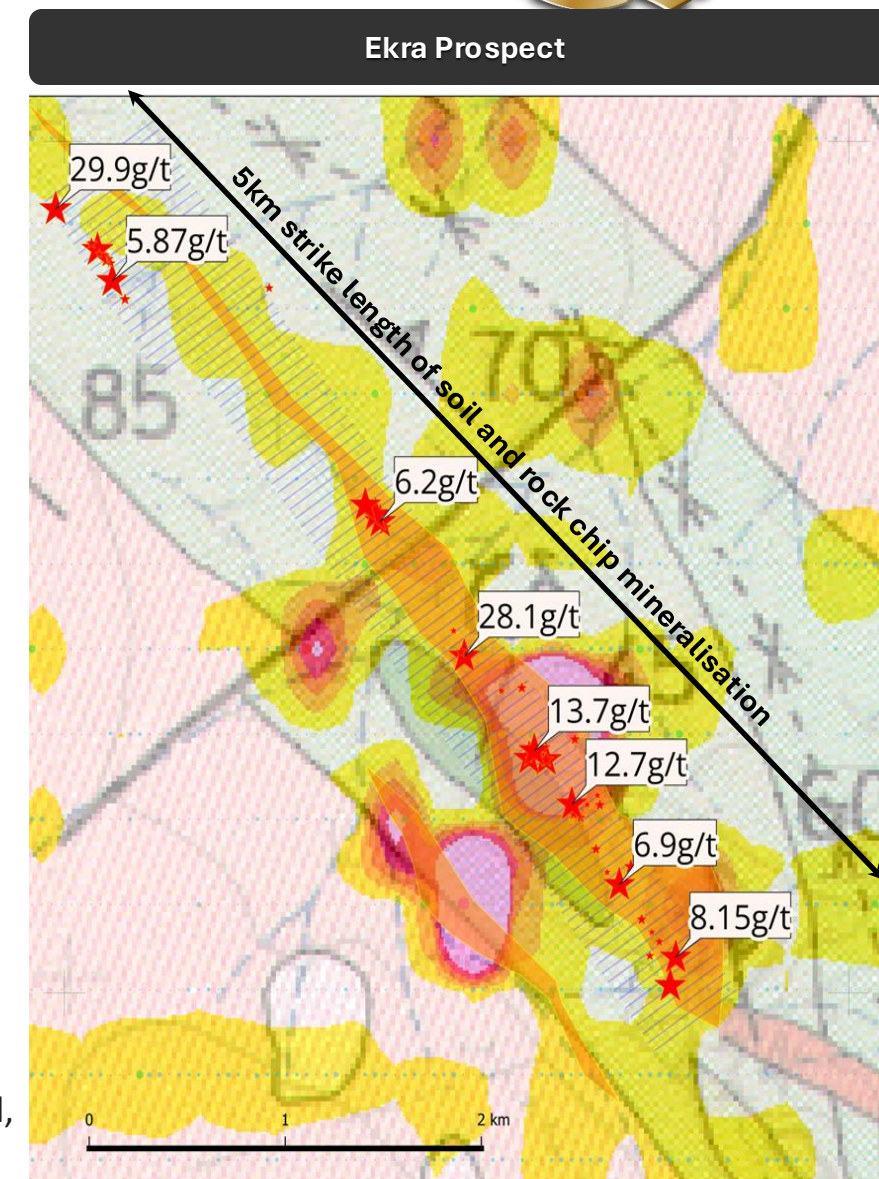 Ekra Prospect
29.9g/t
5.87g/t
5km strike length of soil and rock chip mineralisation
70
85
6.2g/t
28.1g/t
13.7g/t
12.7g/t
60
6.9g/t
8.15g/t
0 1 2 km